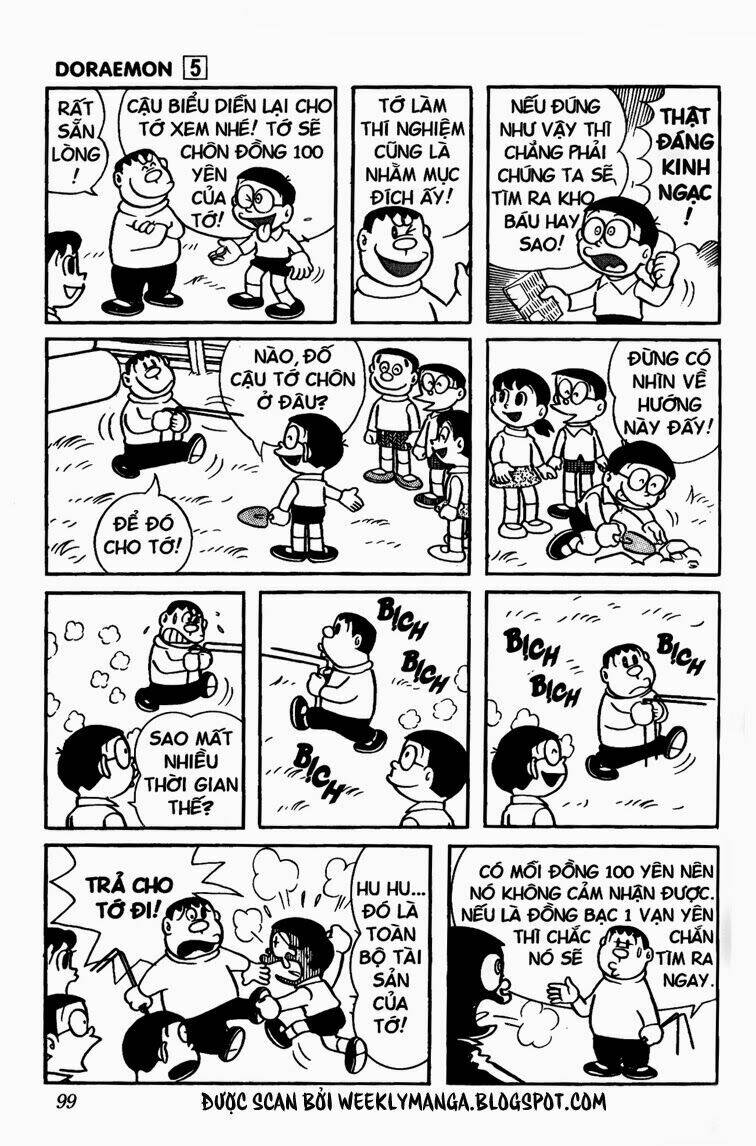 DORAEMON 5
THẬT
ĐÁNG
KINH
NGẠC
!
NẾU ĐÚNG
NHƯ VẬY THÌ
CHẲNG PHẢI
CHÚNG TA SẼ
TÌM RA KHO
BÁU HAY
SAO!
TỚ LÀM
THÍ NGHIỆM
CŨNG LÀ
NHẰM MỤC
ĐÍCH ẤY!
CẬU BIỂU DIỄN LẠI CHO
TỚ XEM NHÉ! TỚ SẼ
CHÔN ĐỒNG 100
YÊN
CỦA
TỚ!
RẤT
SẴN
LÒNG
!
ĐỪNG CÓ
NHÌN VỀ
HƯỚNG
NÀY ĐẤY!
NÀO, ĐỐ
CẬU TỚ CHÔN
Ở ĐÂU?
ĐỂ ĐÓ
CHO TỚ!
BỊCH
BỊCH
BỊCH
BỊCH
BỊCH
SAO MẤT
NHIỀU
THỜI GIAN
THẾ?
CÓ MỖI ĐỒNG 100 YÊN NÊN
NÓ KHÔNG CẢM NHẬN ĐƯỢC.
NẾU LÀ ĐỒNG BẠC 1 VẠN YÊN
THÌ CHẮC CHẮN
NÓ SẼ TÌM RA
NGAY.
HU HU...
ĐÓ LÀ
TOÀN
BỘ TÀI
SẢN
CỦA
TỚ!
TRẢ CHO
TỚ ĐI!
99
ĐƯỢC SCAN BỞI WEEKLYMANGA.BLOGSPOT.COM